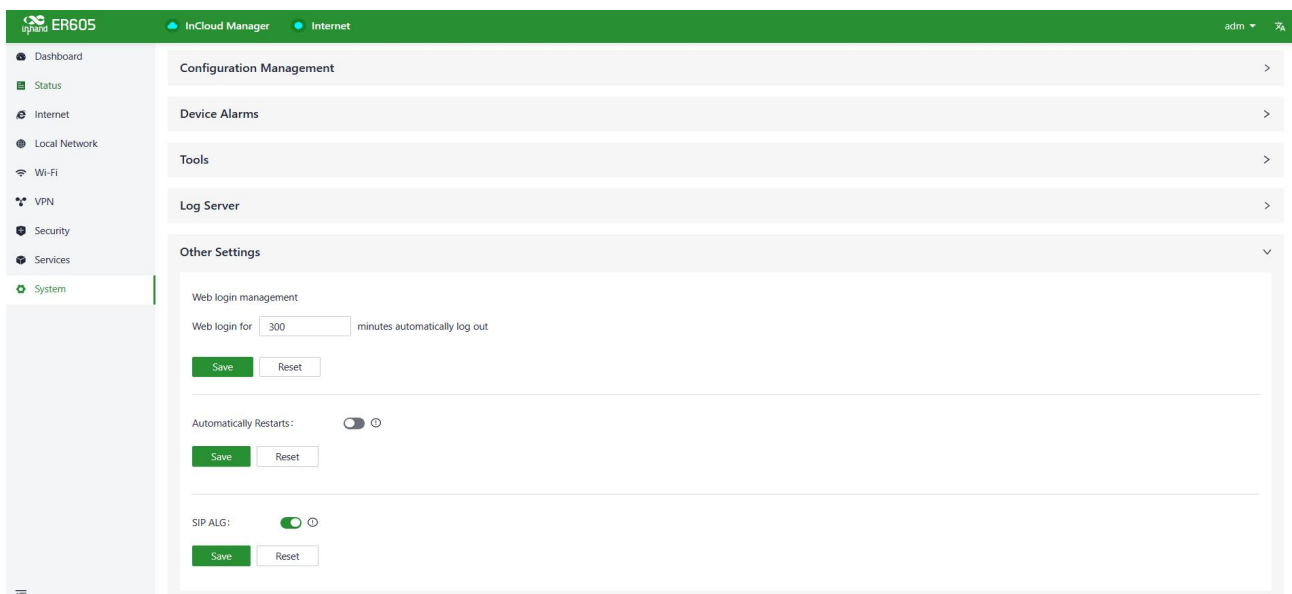 inhand ER605
InCloud Manager
Internet
adm
Dashboard
Status
Internet
Local Network
Wi-Fi
VPN
Security
Services
System
Configuration Management
Device Alarms
Tools
Log Server
Other Settings
Web login management
Web login for 300 minutes automatically log out
Save Reset
Automatically Restarts:
Save Reset
SIP ALG:
Save Reset